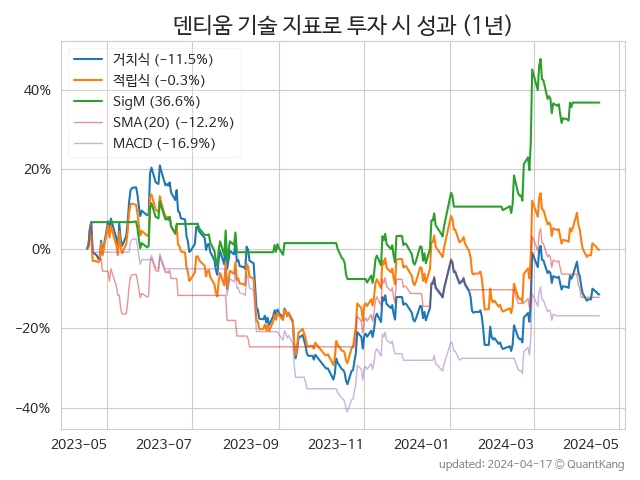 덴티움 기술 지표로 투자 시 성과 (1년)
거치식 (−11.5%)
적립식 (−0.3%)
SigM (36.6%)
SMA(20) (−12.2%)
MACD (−16.9%)
40%
20%
0%
−20%
−40%
2023-05 2023-07 2023-09 2023-11 2024-01 2024-03 2024-05
updated: 2024-04-17 © QuantKang